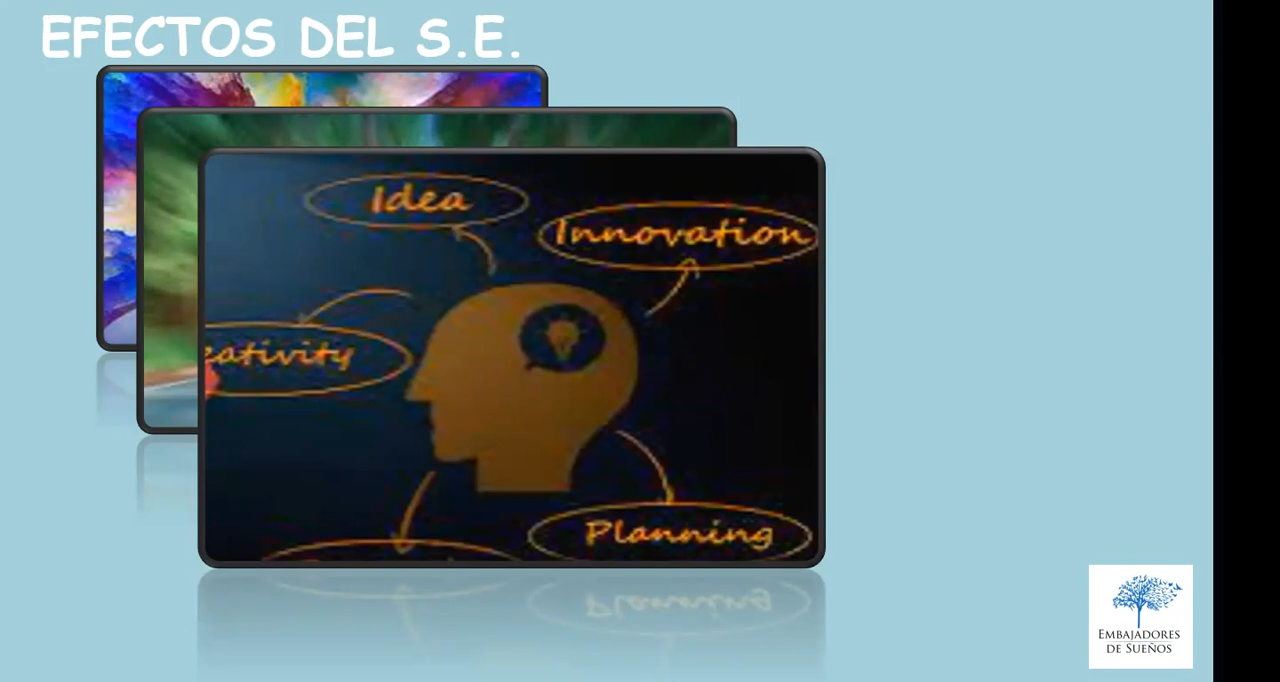 EFECTOS DEL S.E.
Idea
Innovation
eativity
Planning
EMBAJADORES
DE SUEÑOS